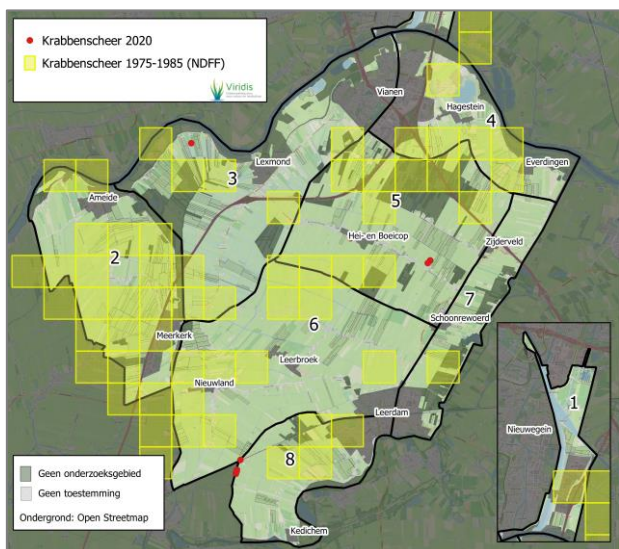 Krabbenscheer 2020
Krabbenscheer 1975-1985 (NDFF)
Viridis
Vianen
Hagestein
4
Everdingen
Lexmond
3
Ameide
5
Hei- en Boeicop
Zijderveld
2
7
Schoonrewoerd
6
Meerkerk
Leerbroek
Nieuwland
Leerdam
8
Kedichem
1
Nieuwegein
Geen onderzoeksgebied
Geen toestemming
Ondergrond: Open Streetmap